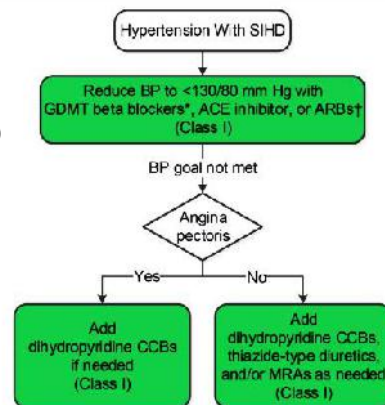 Hypertension With SIHD
Reduce BP to <130/80 mm Hg with
GDMT beta blockers*, ACE inhibitor, or ARBs†
(Class I)
BP goal not met
Angina
pectoris
Yes
No
Add
dihydropyridine CCBs
if needed
(Class I)
Add
dihydropyridine CCBs,
thiazide-type diuretics,
and/or MRAs as needed
(Class I)